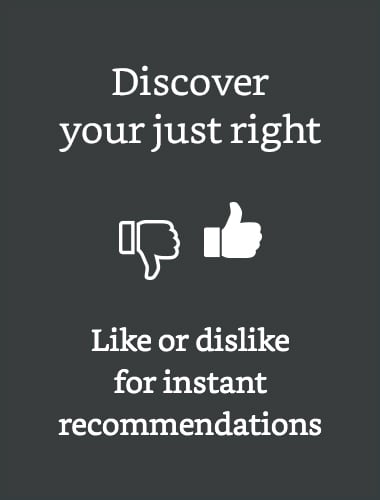 Discover
your just right
Like or dislike
for instant
recommendations